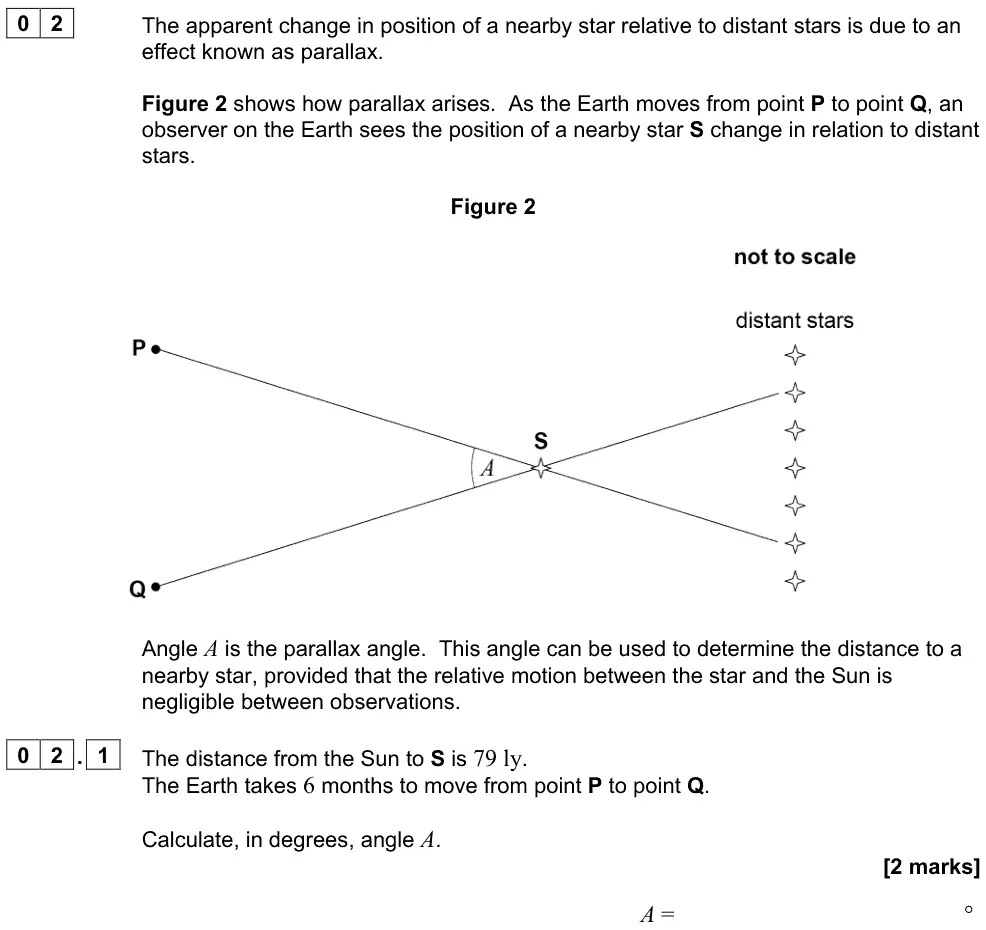 0 2 The apparent change in position of a nearby star relative to distant stars is due to an
effect known as parallax.
Figure 2 shows how parallax arises. As the Earth moves from point P to point Q, an
observer on the Earth sees the position of a nearby star S change in relation to distant
stars.
Figure 2
not to scale
distant stars
P
S
A
Q
Angle A is the parallax angle. This angle can be used to determine the distance to a
nearby star, provided that the relative motion between the star and the Sun is
negligible between observations.
0 2 . 1 The distance from the Sun to S is 79 ly.
The Earth takes 6 months to move from point P to point Q.
Calculate, in degrees, angle A.
[2 marks]
A = °